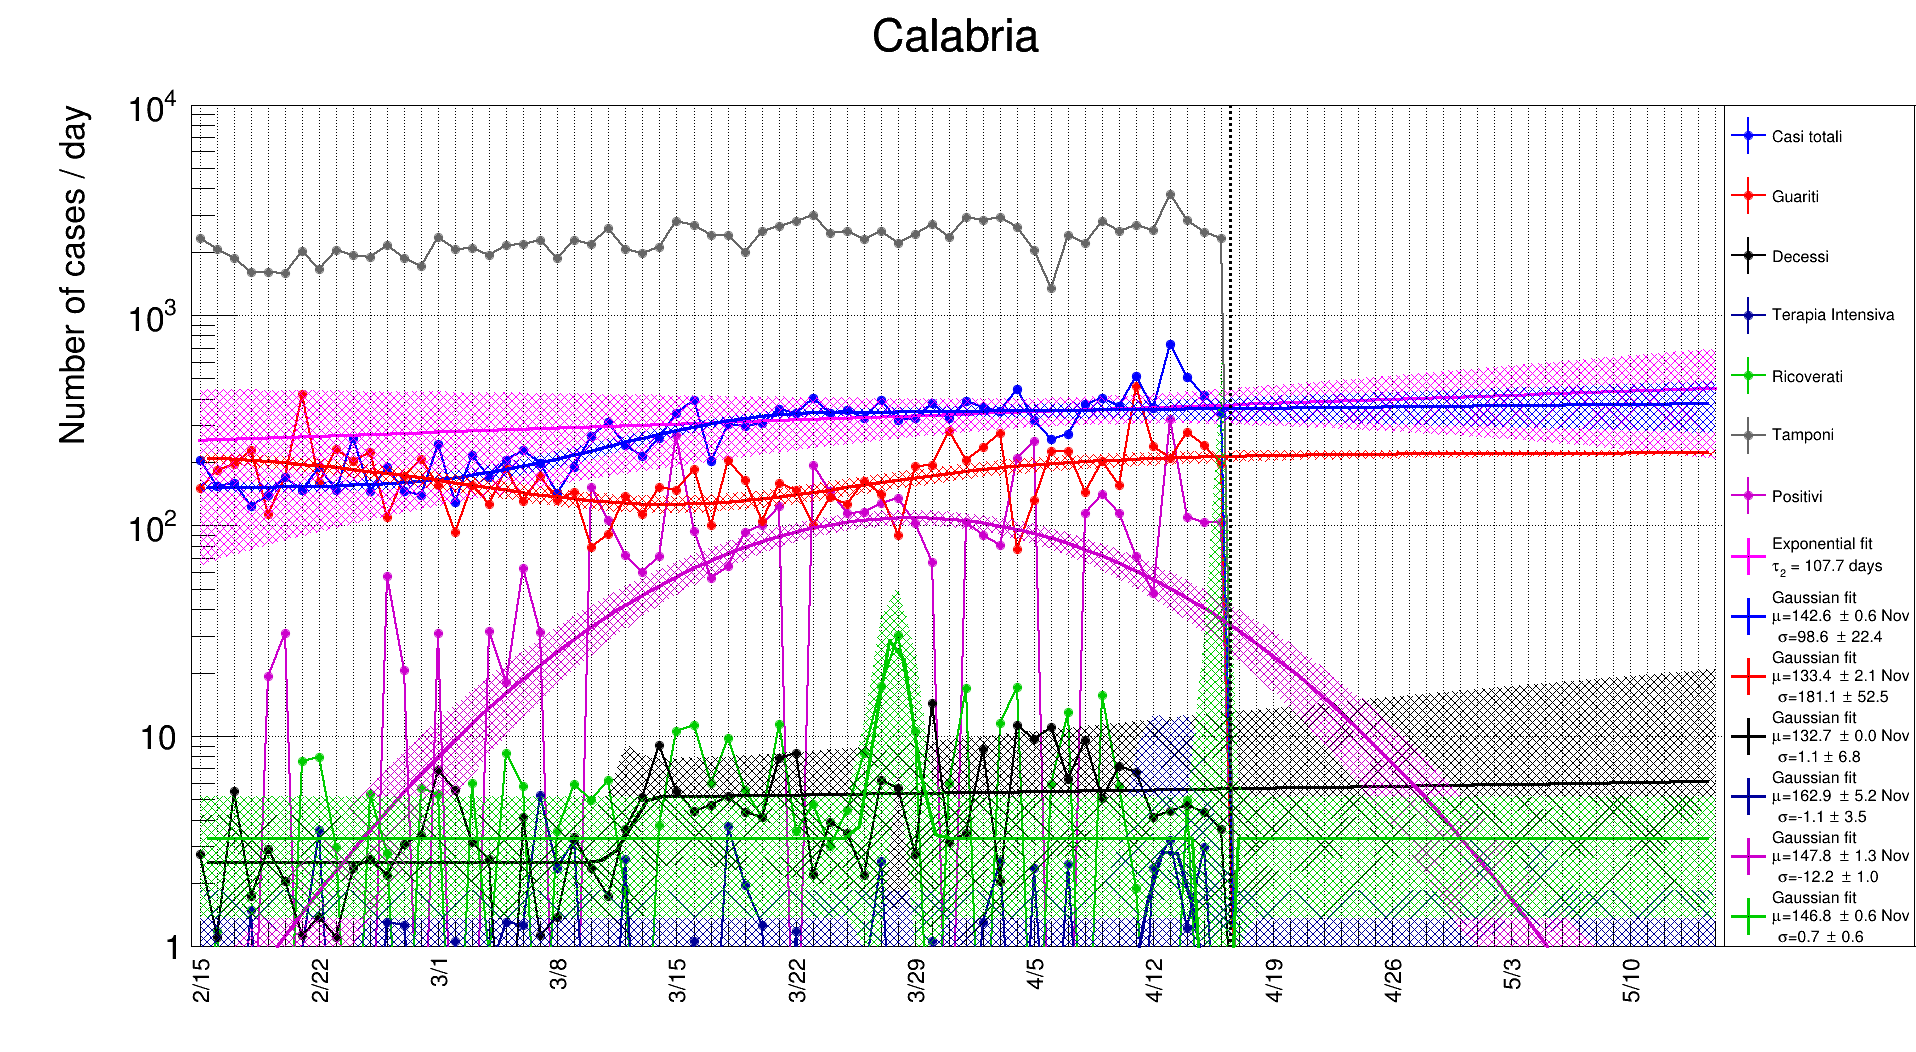 Calabria
Number of cases / day
10⁴
10³
10²
10
1
2/15
2/22
3/1
3/8
3/15
3/22
3/29
4/5
4/12
4/19
4/26
5/3
5/10
Casi totali
Guariti
Decessi
Terapia Intensiva
Ricoverati
Tamponi
Positivi
Exponential fit
τ₂ = 107.7 days
Gaussian fit
μ=142.6 ± 0.6 Nov
σ=98.6 ± 22.4
Gaussian fit
μ=133.4 ± 2.1 Nov
σ=181.1 ± 52.5
Gaussian fit
μ=132.7 ± 0.0 Nov
σ=1.1 ± 6.8
Gaussian fit
μ=162.9 ± 5.2 Nov
σ=-1.1 ± 3.5
Gaussian fit
μ=147.8 ± 1.3 Nov
σ=-12.2 ± 1.0
Gaussian fit
μ=146.8 ± 0.6 Nov
σ=0.7 ± 0.6